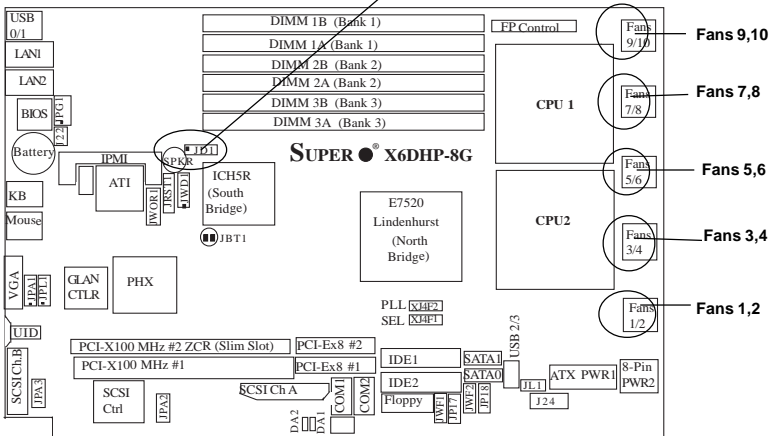 USB
0/1
LAN1
LAN2
BIOS
JPG1
J22
Battery
IPMI
ATI
JWOR1
JRST1
JWD1
SPKR
JD1
KB
Mouse
DIMM 1B (Bank 1)
DIMM 1A (Bank 1)
DIMM 2B (Bank 2)
DIMM 2A (Bank 2)
DIMM 3B (Bank 3)
DIMM 3A (Bank 3)
SUPER ® X6DHP-8G
FP Control
CPU 1
CPU2
Fans
9/10
Fans 9,10
Fans
7/8
Fans 7,8
Fans
5/6
Fans 5,6
Fans
3/4
Fans 3,4
Fans
1/2
Fans 1,2
ICH5R
(South
Bridge)
JBT1
E7520
Lindenhurst
(North
Bridge)
VGA
JPA1
JPL1
GLAN
CTLR
PHX
UID
PLL XJ4F2
SEL XJ4F1
PCI-X100 MHz #2 ZCR (Slim Slot)
PCI-Ex8 #2
PCI-X100 MHz #1
PCI-Ex8 #1
SCSI Ch.B
JPA3
SCSI
Ctrl
JPA2
SCSI Ch A
DA2
DA1
COM1
COM2
IDE1
IDE2
Floppy
SATA1
SATA0
USB 2/3
JWF1
JP17
JWF2
JP18
JL1
J24
ATX PWR1
8-Pin
PWR2